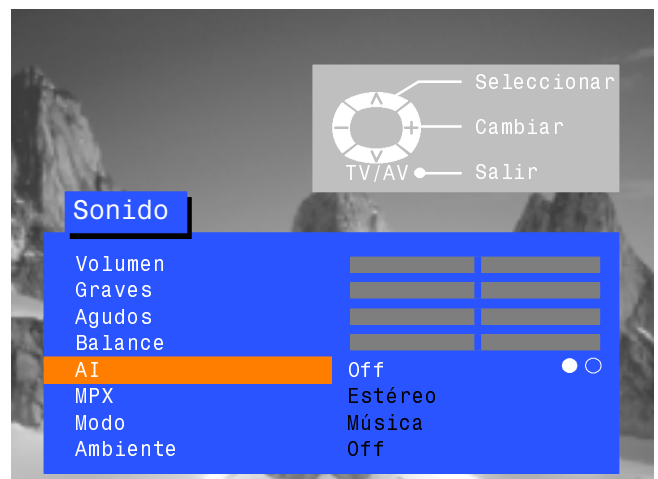 Seleccionar
Cambiar
TV/AV Salir
Sonido
Volumen
Graves
Agudos
Balance
AI Off
MPX Estéreo
Modo Música
Ambiente Off